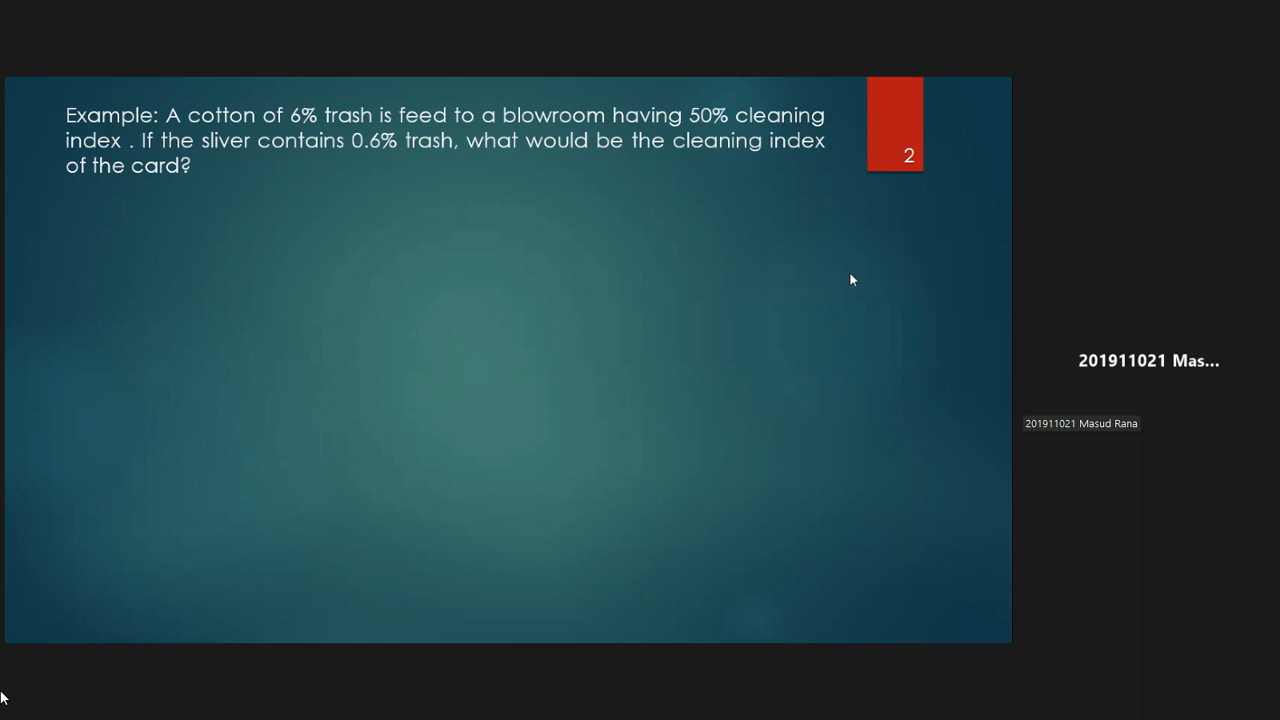 Example: A cotton of 6% trash is feed to a blowroom having 50% cleaning
index . If the sliver contains 0.6% trash, what would be the cleaning index
of the card?
2
201911021 Mas...
201911021 Masud Rana